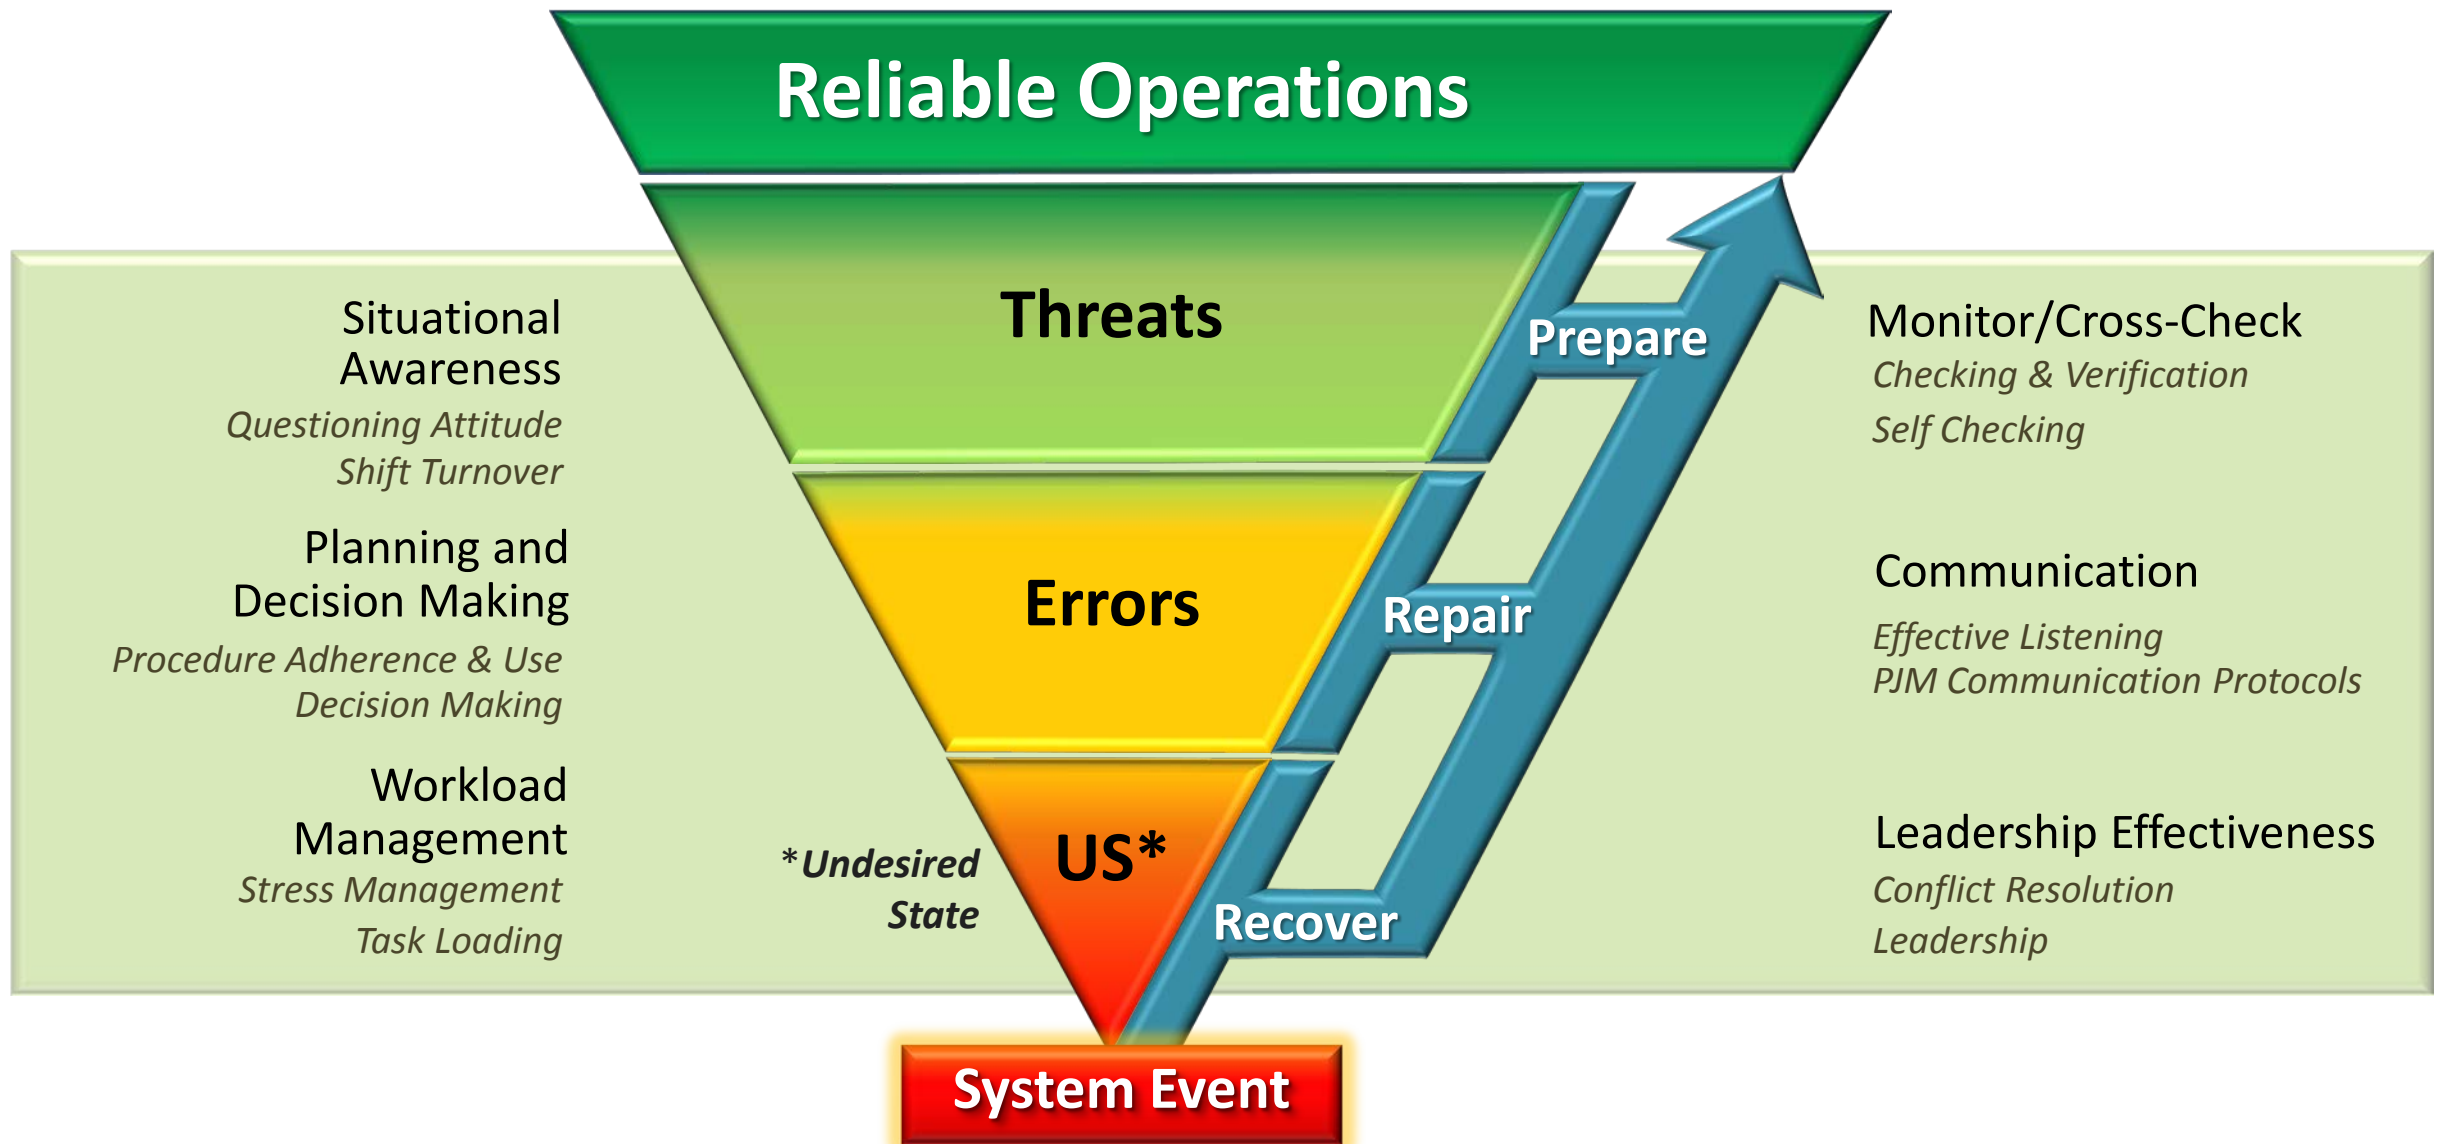 Reliable Operations
Threats
Prepare
Errors
Repair
US*
*Undesired
State
Recover
System Event
Situational
Awareness
Questioning Attitude
Shift Turnover
Planning and
Decision Making
Procedure Adherence & Use
Decision Making
Workload
Management
Stress Management
Task Loading
Monitor/Cross-Check
Checking & Verification
Self Checking
Communication
Effective Listening
PJM Communication Protocols
Leadership Effectiveness
Conflict Resolution
Leadership